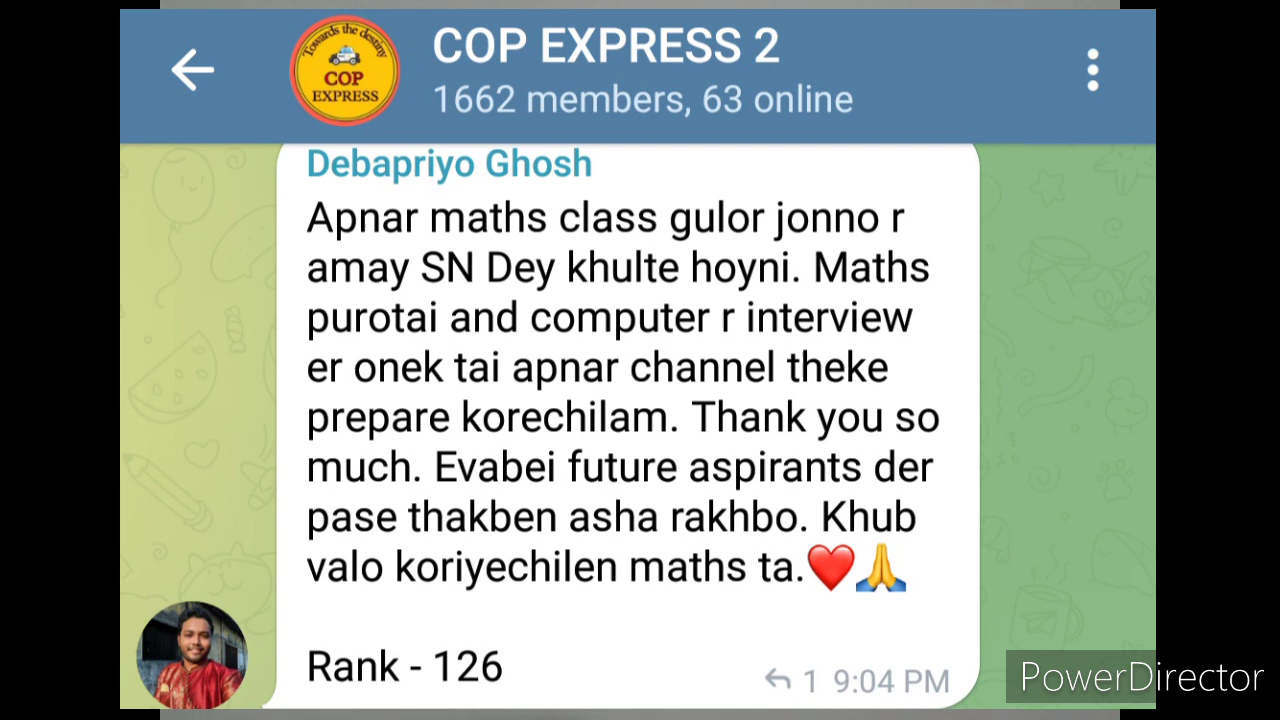 COP EXPRESS 2
1662 members, 63 online
Towards the destiny
COP
EXPRESS
Debapriyo Ghosh
Apnar maths class gulor jonno r
amay SN Dey khulte hoyni. Maths
purotai and computer r interview
er onek tai apnar channel theke
prepare korechilam. Thank you so
much. Evabei future aspirants der
pase thakben asha rakhbo. Khub
valo koriyechilen maths ta.❤️🙏
Rank - 126
1 9:04 PM
PowerDirector